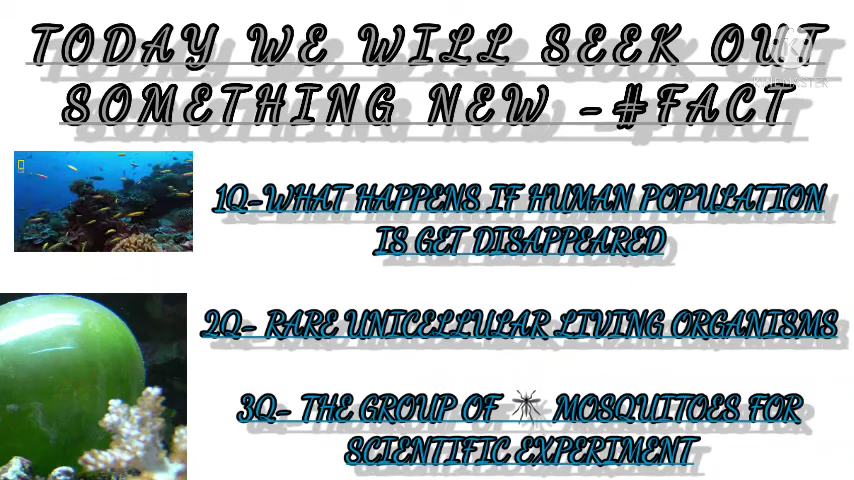 TODAY WE WILL SEEK OUT
SOMETHING NEW -#FACT
KINEMASTER
1Q-WHAT HAPPENS IF HUMAN POPULATION
IS GET DISAPPEARED
2Q- RARE UNICELLULAR LIVING ORGANISMS
3Q- THE GROUP OF 🦟 MOSQUITOES FOR
SCIENTIFIC EXPERIMENT